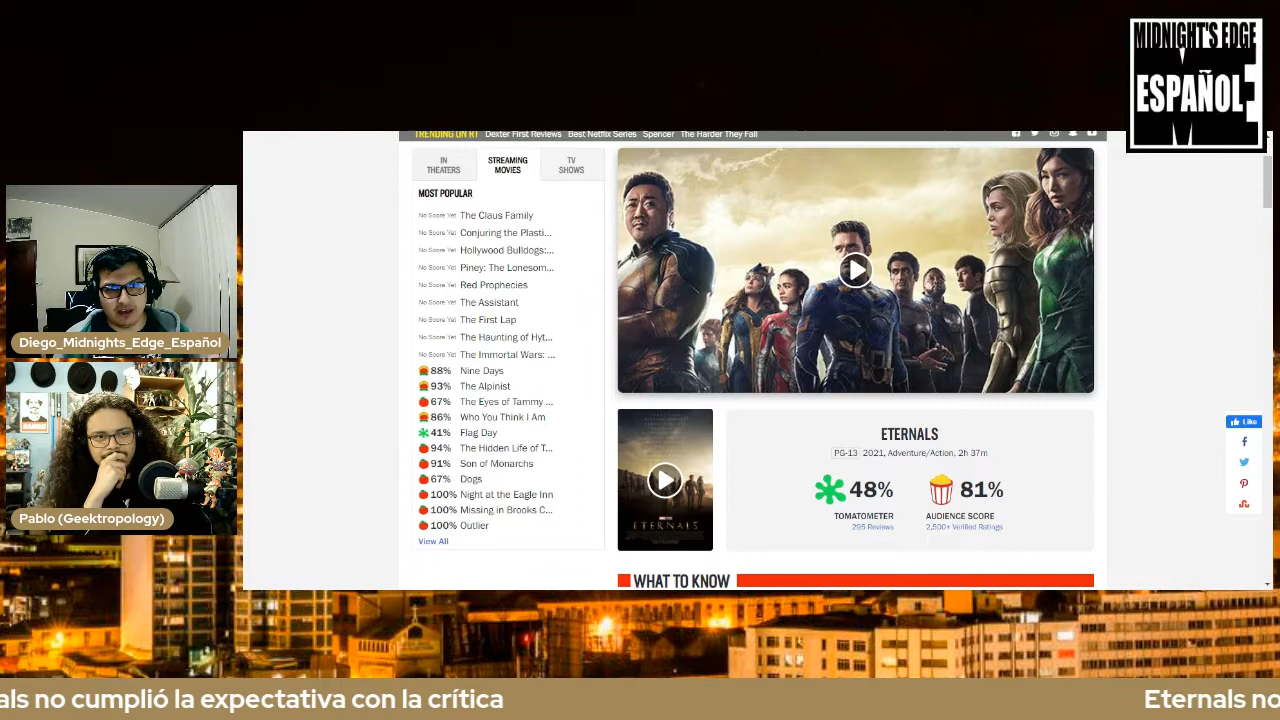 MIDNIGHT'S EDGE
ESPAÑOL
ME
TRENDING ON RT Dexter First Reviews Best Netflix Series Spencer The Harder They Fall
IN THEATERS
STREAMING MOVIES
TV SHOWS
MOST POPULAR
No Score Yet The Claus Family
No Score Yet Conjuring the Plasti...
No Score Yet Hollywood Bulldogs:...
No Score Yet Piney: The Lonesom...
No Score Yet Red Prophecies
No Score Yet The Assistant
No Score Yet The First Lap
No Score Yet The Haunting of Hyt...
No Score Yet The Immortal Wars: ...
88% Nine Days
93% The Alpinist
67% The Eyes of Tammy ...
86% Who You Think I Am
41% Flag Day
94% The Hidden Life of T...
91% Son of Monarchs
67% Dogs
100% Night at the Eagle Inn
100% Missing in Brooks C...
100% Outlier
View All
ETERNALS
ETERNALS
PG-13 2021, Adventure/Action, 2h 37m
48% 81%
TOMATOMETER AUDIENCE SCORE
295 Reviews 2,500+ Verified Ratings
WHAT TO KNOW
Like
Diego_Midnights_Edge_Español
Pablo (Geektropology)
als no cumplió la expectativa con la crítica
Eternals no